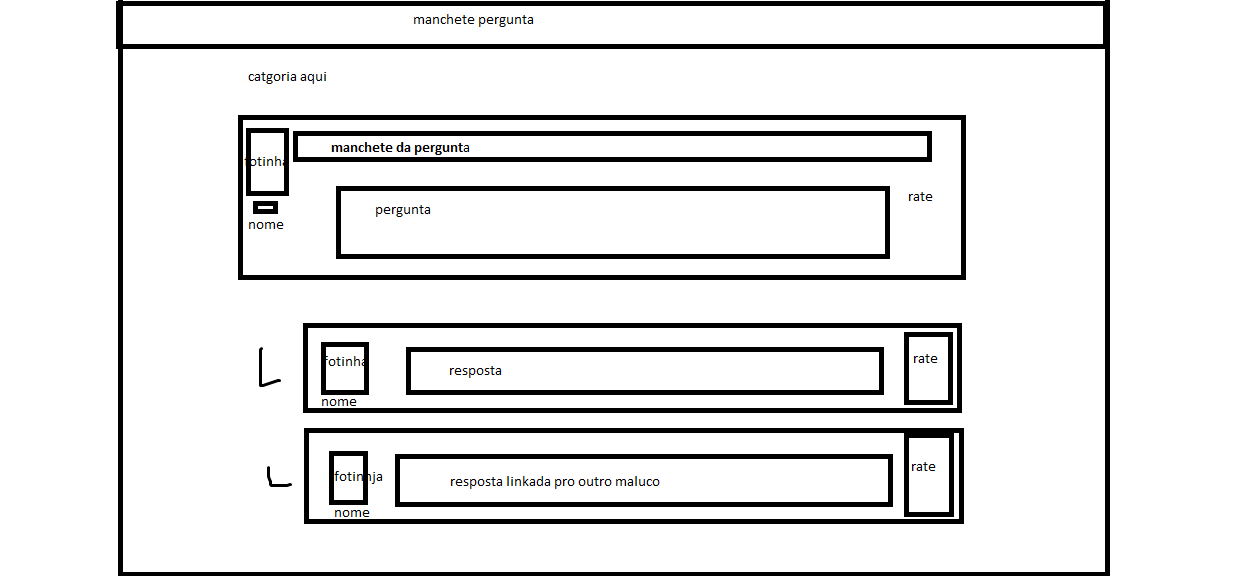 manchete pergunta
catgoria aqui
fotinha
manchete da pergunta
nome
pergunta
rate
fotinha
nome
resposta
rate
fotinhja
nome
resposta linkada pro outro maluco
rate